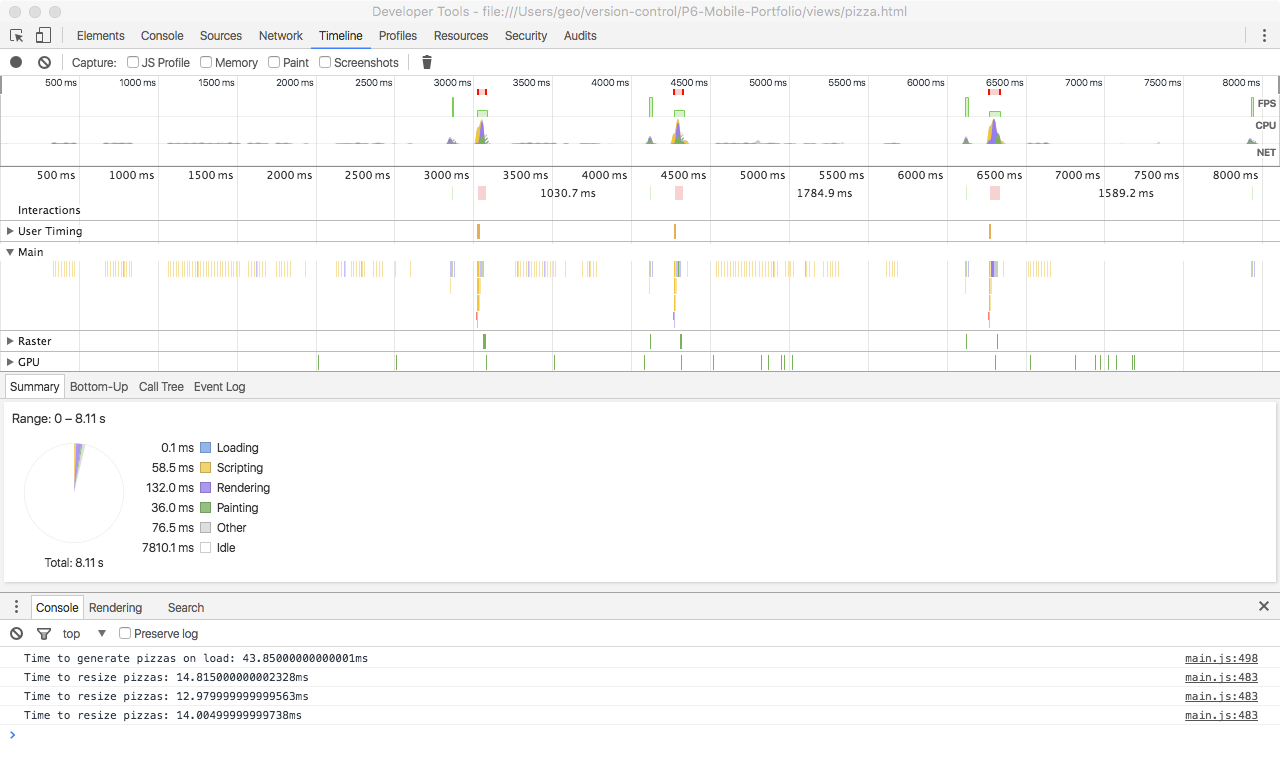 Developer Tools - file:///Users/geo/version-control/P6-Mobile-Portfolio/views/pizza.html
Elements Console Sources Network Timeline Profiles Resources Security Audits
Capture: JS Profile Memory Paint Screenshots
500 ms 1000 ms 1500 ms 2000 ms 2500 ms 3000 ms 3500 ms 4000 ms 4500 ms 5000 ms 5500 ms 6000 ms 6500 ms 7000 ms 7500 ms 8000 ms
FPS
CPU
NET
500 ms 1000 ms 1500 ms 2000 ms 2500 ms 3000 ms 3500 ms 4000 ms 4500 ms 5000 ms 5500 ms 6000 ms 6500 ms 7000 ms 7500 ms 8000 ms
1030.7 ms 1784.9 ms 1589.2 ms
Interactions
User Timing
Main
Raster
GPU
Summary Bottom-Up Call Tree Event Log
Range: 0 – 8.11 s
0.1 ms Loading
58.5 ms Scripting
132.0 ms Rendering
36.0 ms Painting
76.5 ms Other
7810.1 ms Idle
Total: 8.11 s
Console Rendering Search
top Preserve log
Time to generate pizzas on load: 43.85000000000001ms main.js:498
Time to resize pizzas: 14.815000000002328ms main.js:483
Time to resize pizzas: 12.979999999999563ms main.js:483
Time to resize pizzas: 14.00499999999738ms main.js:483